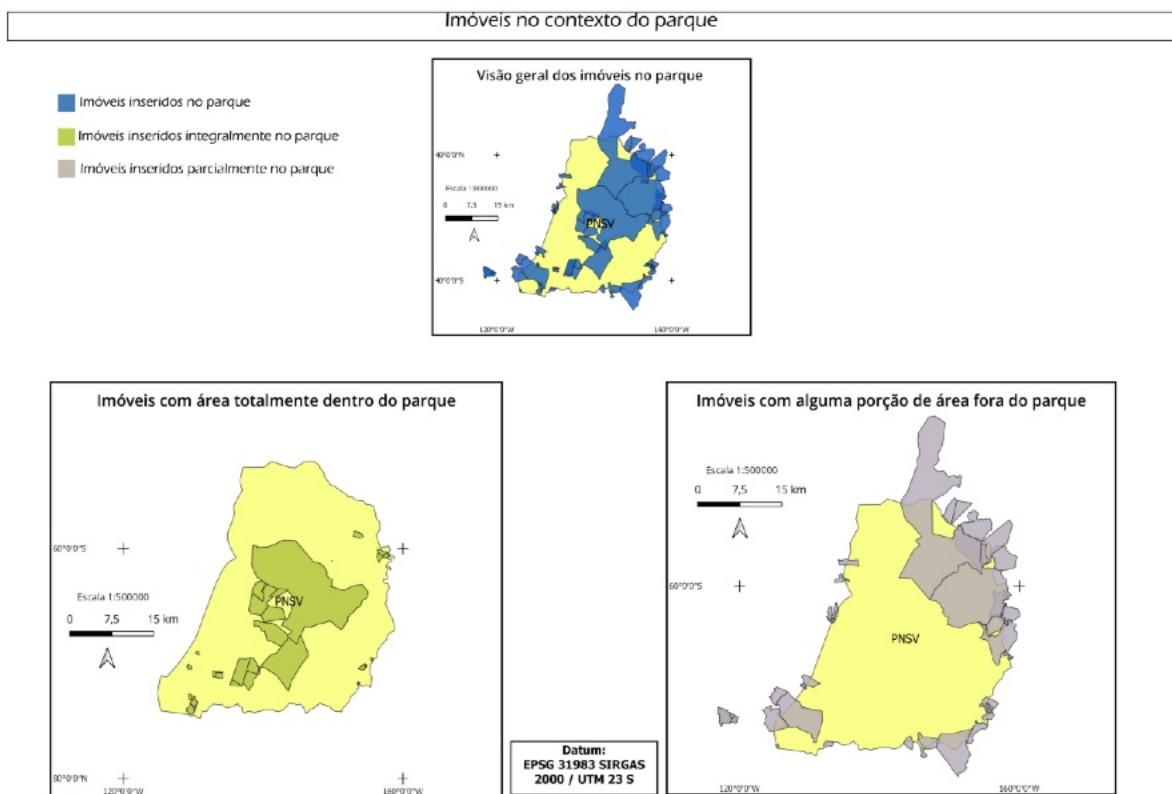 Imóveis no contexto do parque
Imóveis inseridos no parque
Imóveis inseridos integralmente no parque
Imóveis inseridos parcialmente no parque
Visão geral dos imóveis no parque
40°0'0"N
Escala 1:800000
0 7,5 15 km
PNSV
40°0'0"S
120°0'0"W
160°0'0"W
Imóveis com área totalmente dentro do parque
60°0'0"S
PNSV
Escala 1:500000
0 7,5 15 km
80°0'0"N
120°0'0"W
160°0'0"W
Datum:
EPSG 31983 SIRGAS
2000 / UTM 23 S
Imóveis com alguma porção de área fora do parque
Escala 1:500000
0 7,5 15 km
60°0'0"S
PNSV
120°0'0"W
160°0'0"W